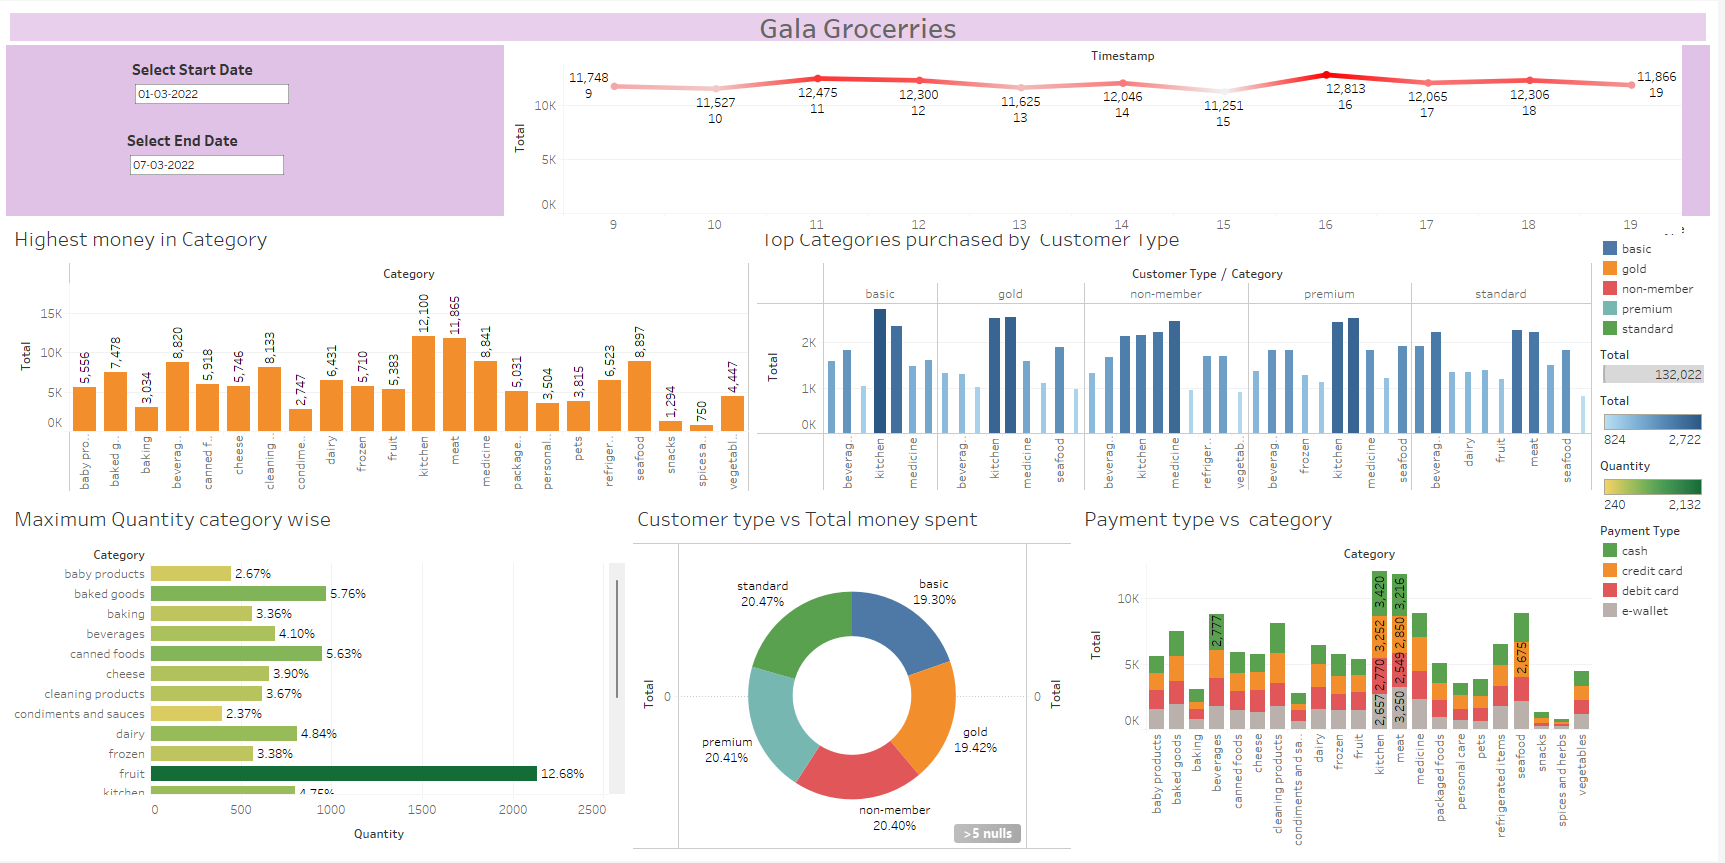 Gala Grocerries
Select Start Date
01-03-2022
Select End Date
07-03-2022
Timestamp
Total
10K
5K
0K
11,748
9
11,527
10
12,475
11
12,300
12
11,625
13
12,046
14
11,251
15
12,813
16
12,065
17
12,306
18
11,866
19
9 10 11 12 13 14 15 16 17 18 19
Highest money in Category
Category
Total
15K
10K
5K
0K
5,556 7,478 3,034 8,820 5,918 5,746 8,133 2,747 6,431 5,710 5,383 12,100 11,865 8,841 5,031 3,504 3,815 6,523 8,897 1,294 750 4,447
baby pro.. baked g.. baking beverag.. canned f.. cheese cleaning .. condime.. dairy frozen fruit kitchen meat medicine package.. personal.. pets refriger.. seafood snacks spices a.. vegetabl..
Top Categories purchased by Customer Type
Customer Type / Category
basic gold non-member premium standard
Total
2K
1K
0K
beverag.. kitchen medicine beverag.. kitchen medicine seafood beverag.. kitchen medicine refriger.. vegetab.. beverag.. frozen kitchen medicine seafood beverag.. dairy fruit meat seafood
basic
gold
non-member
premium
standard
Total
132,022
Total
824 2,722
Quantity
240 2,132
Payment Type
cash
credit card
debit card
e-wallet
Maximum Quantity category wise
Category
baby products 2.67%
baked goods 5.76%
baking 3.36%
beverages 4.10%
canned foods 5.63%
cheese 3.90%
cleaning products 3.67%
condiments and sauces 2.37%
dairy 4.84%
frozen 3.38%
fruit 12.68%
kitchen 4.75%
0 500 1000 1500 2000 2500
Quantity
Customer type vs Total money spent
Total
0
standard
20.47%
basic
19.30%
premium
20.41%
gold
19.42%
non-member
20.40%
0
Total
>5 nulls
Payment type vs category
Category
Total
10K
5K
0K
2,777
3,420
3,252
2,770
2,657
3,216
2,850
2,549
3,250
2,675
baby products baked goods baking beverages canned foods cheese cleaning products condiments and sa.. dairy frozen fruit kitchen meat medicine packaged foods personal care pets refrigerated items seafood snacks spices and herbs vegetables